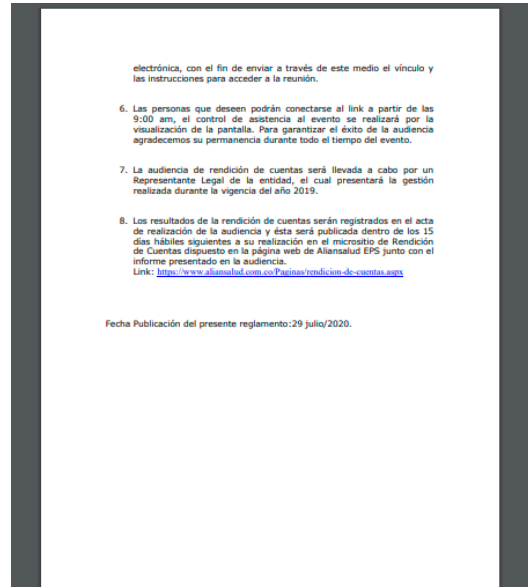 electrónica, con el fin de enviar a través de este medio el vínculo y
las instrucciones para acceder a la reunión.
6. Las personas que deseen podrán conectarse al link a partir de las
9:00 am, el control de asistencia al evento se realizará por la
visualización de la pantalla. Para garantizar el éxito de la audiencia
agradecemos su permanencia durante todo el tiempo del evento.
7. La audiencia de rendición de cuentas será llevada a cabo por un
Representante Legal de la entidad, el cual presentará la gestión
realizada durante la vigencia del año 2019.
8. Los resultados de la rendición de cuentas serán registrados en el acta
de realización de la audiencia y ésta será publicada dentro de los 15
días hábiles siguientes a su realización en el micrositio de Rendición
de Cuentas dispuesto en la página web de Aliansalud EPS junto con el
informe presentado en la audiencia.
Link: https://www.aliansalud.com.co/Paginas/rendicion-de-cuentas.aspx
Fecha Publicación del presente reglamento:29 julio/2020.